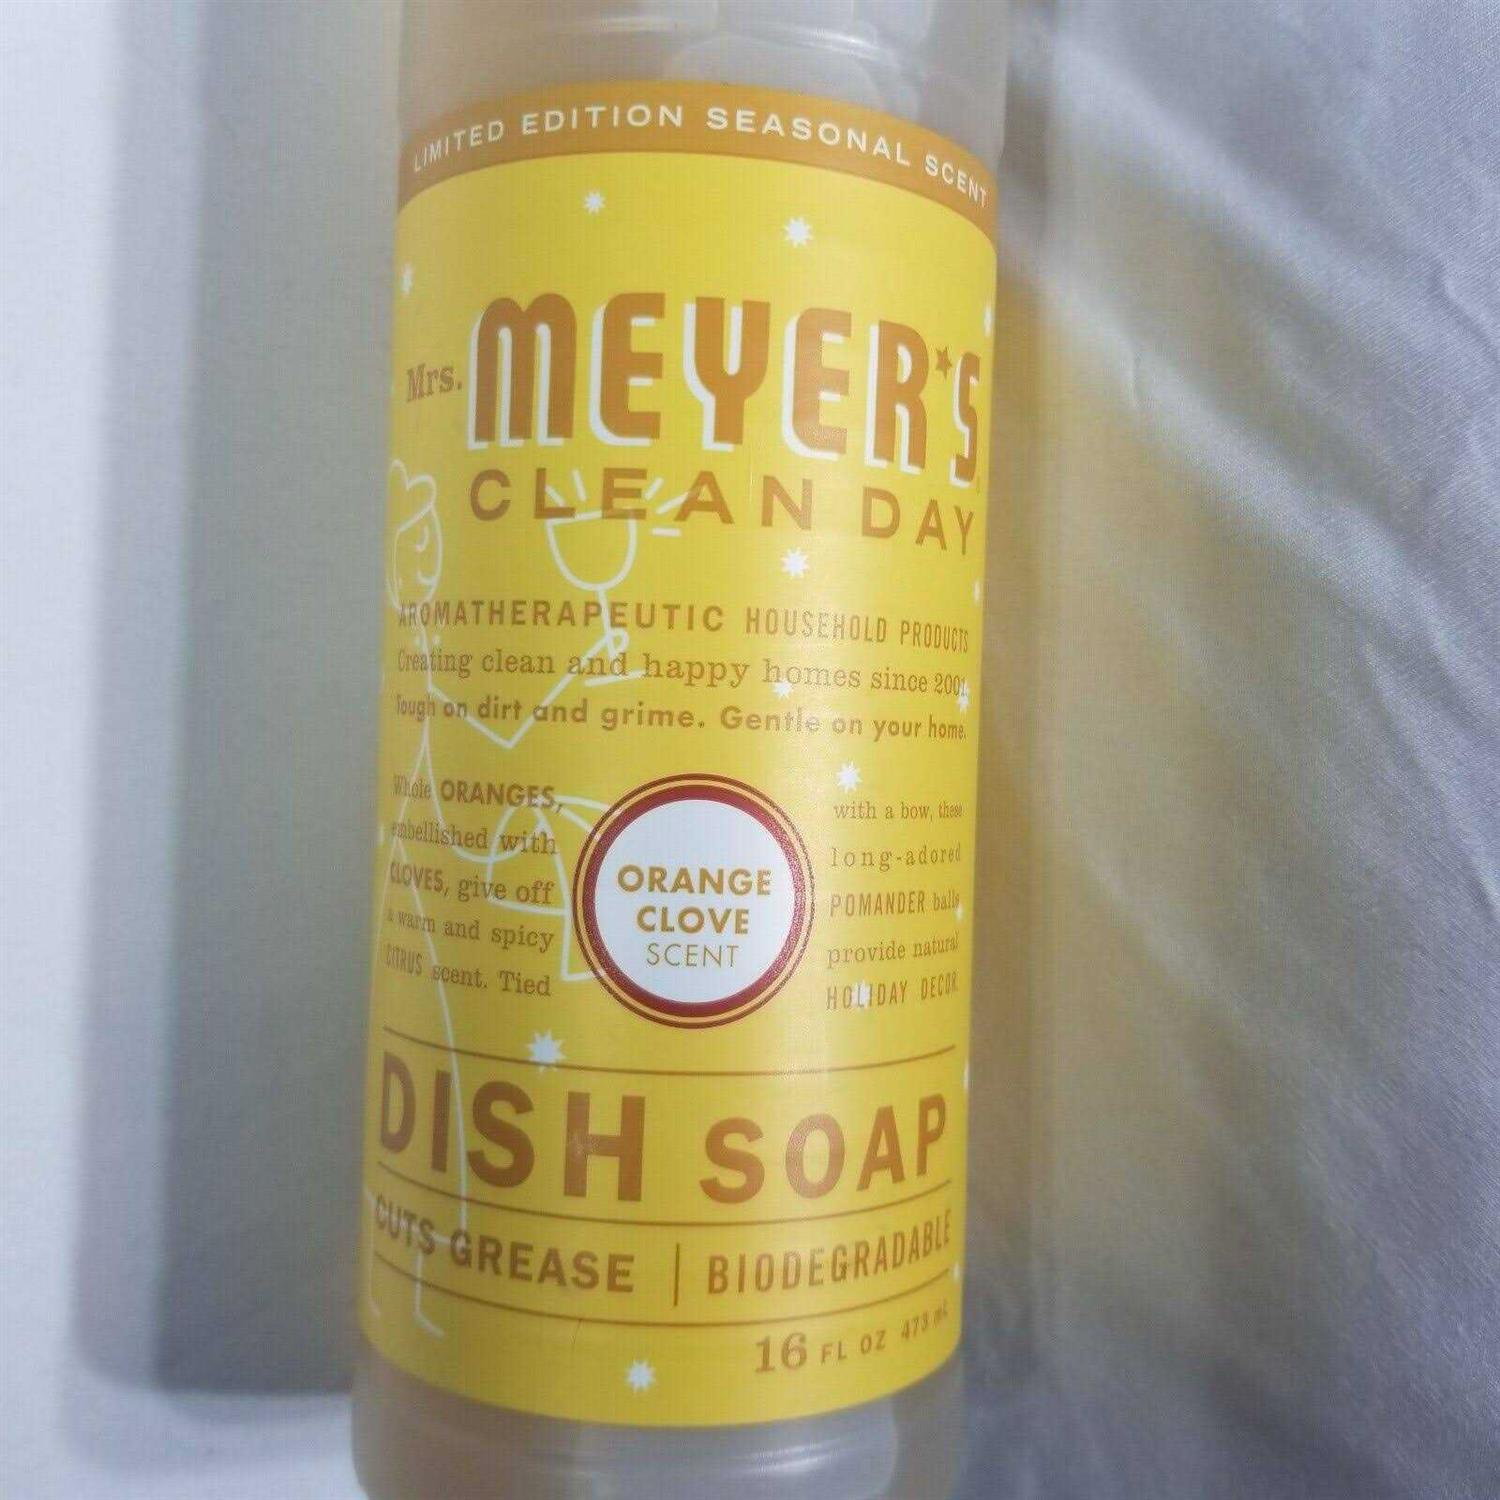 LIMITED EDITION SEASONAL SCENT
Mrs. MEYER'S
CLEAN DAY
AROMATHERAPEUTIC HOUSEHOLD PRODUCTS
Creating clean and happy homes since 2001.
Tough on dirt and grime. Gentle on your home.
Whole ORANGES,
embellished with
CLOVES, give off
a warm and spicy
CITRUS scent. Tied
ORANGE
CLOVE
SCENT
with a bow, these
long-adored
POMANDER balls
provide natural
HOLIDAY DECOR.
DISH SOAP
CUTS GREASE | BIODEGRADABLE
16 FL OZ 473 mL